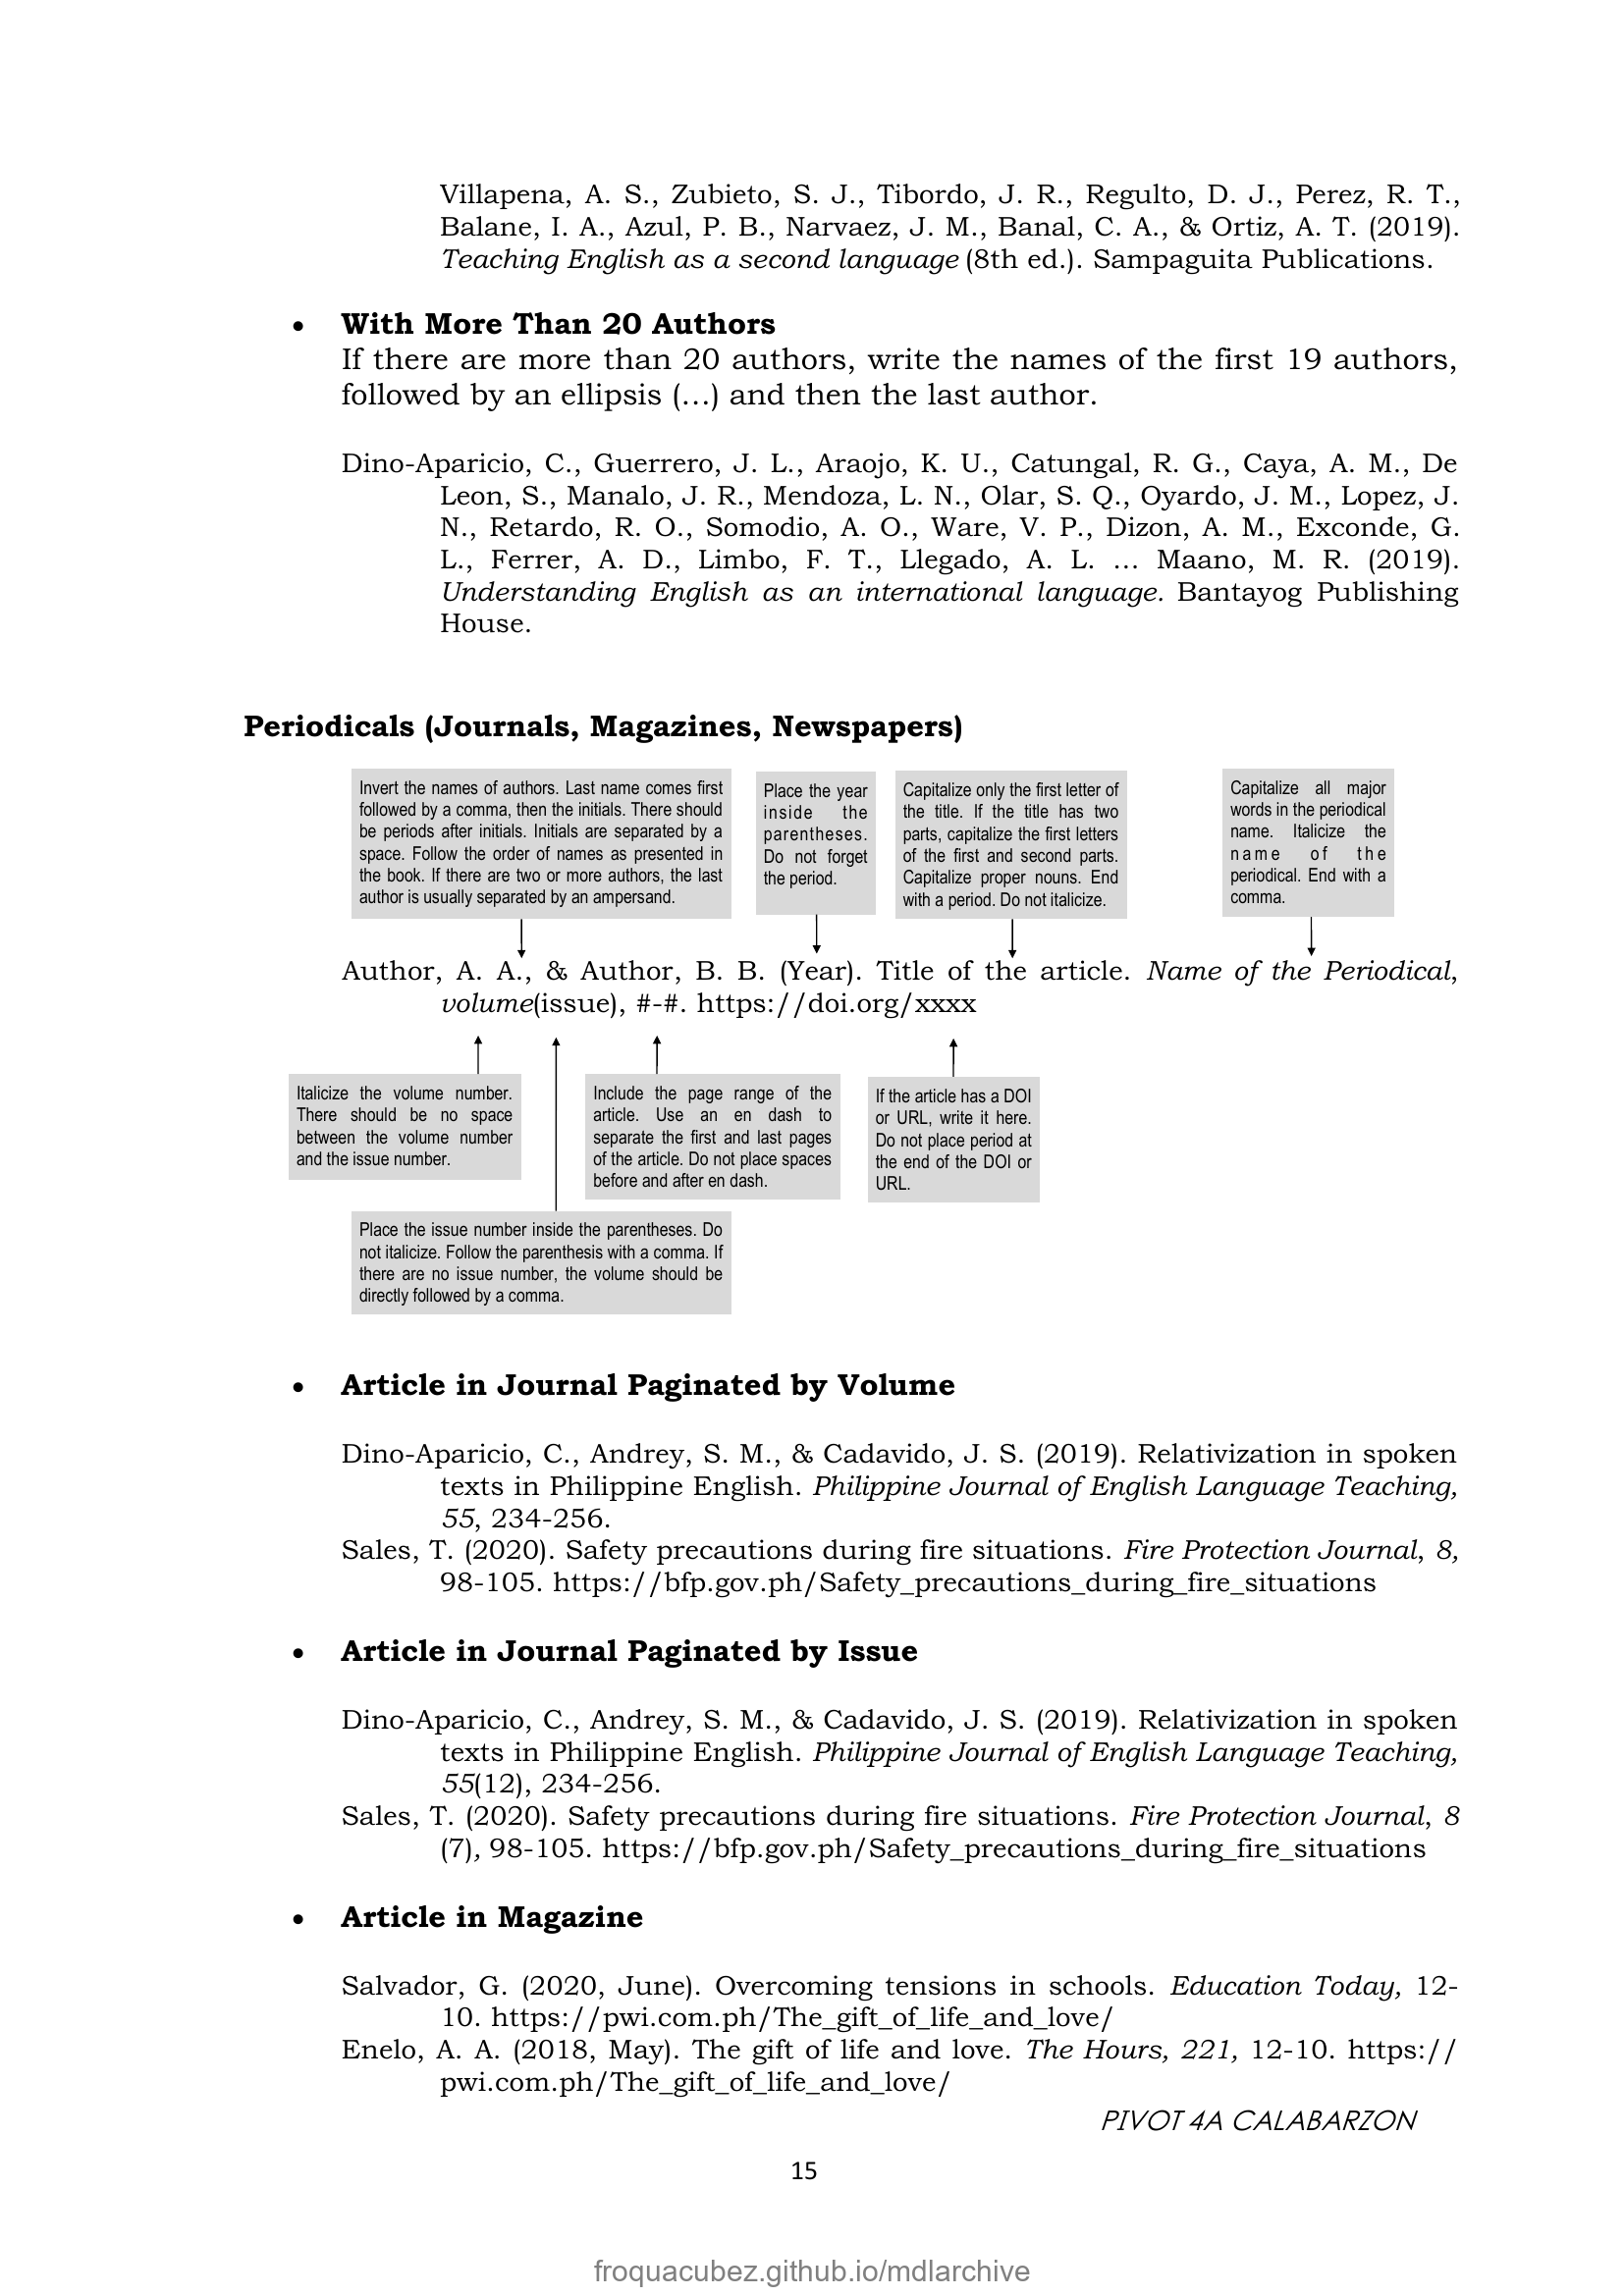 Villapena, A. S., Zubieto, S. J., Tibordo, J. R., Regulto, D. J., Perez, R. T.,
Balane, I. A., Azul, P. B., Narvaez, J. M., Banal, C. A., & Ortiz, A. T. (2019).
Teaching English as a second language (8th ed.). Sampaguita Publications.
• With More Than 20 Authors
If there are more than 20 authors, write the names of the first 19 authors,
followed by an ellipsis (…) and then the last author.
Dino-Aparicio, C., Guerrero, J. L., Araojo, K. U., Catungal, R. G., Caya, A. M., De
Leon, S., Manalo, J. R., Mendoza, L. N., Olar, S. Q., Oyardo, J. M., Lopez, J.
N., Retardo, R. O., Somodio, A. O., Ware, V. P., Dizon, A. M., Exconde, G.
L., Ferrer, A. D., Limbo, F. T., Llegado, A. L. … Maano, M. R. (2019).
Understanding English as an international language. Bantayog Publishing
House.
Periodicals (Journals, Magazines, Newspapers)
Invert the names of authors. Last name comes first
followed by a comma, then the initials. There should
be periods after initials. Initials are separated by a
space. Follow the order of names as presented in
the book. If there are two or more authors, the last
author is usually separated by an ampersand.
Place the year
inside the
parentheses.
Do not forget
the period.
Capitalize only the first letter of
the title. If the title has two
parts, capitalize the first letters
of the first and second parts.
Capitalize proper nouns. End
with a period. Do not italicize.
Capitalize all major
words in the periodical
name. Italicize the
name of the
periodical. End with a
comma.
Author, A. A., & Author, B. B. (Year). Title of the article. Name of the Periodical,
volume(issue), #-#. https://doi.org/xxxx
Italicize the volume number.
There should be no space
between the volume number
and the issue number.
Include the page range of the
article. Use an en dash to
separate the first and last pages
of the article. Do not place spaces
before and after en dash.
If the article has a DOI
or URL, write it here.
Do not place period at
the end of the DOI or
URL.
Place the issue number inside the parentheses. Do
not italicize. Follow the parenthesis with a comma. If
there are no issue number, the volume should be
directly followed by a comma.
• Article in Journal Paginated by Volume
Dino-Aparicio, C., Andrey, S. M., & Cadavido, J. S. (2019). Relativization in spoken
texts in Philippine English. Philippine Journal of English Language Teaching,
55, 234-256.
Sales, T. (2020). Safety precautions during fire situations. Fire Protection Journal, 8,
98-105. https://bfp.gov.ph/Safety_precautions_during_fire_situations
• Article in Journal Paginated by Issue
Dino-Aparicio, C., Andrey, S. M., & Cadavido, J. S. (2019). Relativization in spoken
texts in Philippine English. Philippine Journal of English Language Teaching,
55(12), 234-256.
Sales, T. (2020). Safety precautions during fire situations. Fire Protection Journal, 8
(7), 98-105. https://bfp.gov.ph/Safety_precautions_during_fire_situations
• Article in Magazine
Salvador, G. (2020, June). Overcoming tensions in schools. Education Today, 12-
10. https://pwi.com.ph/The_gift_of_life_and_love/
Enelo, A. A. (2018, May). The gift of life and love. The Hours, 221, 12-10. https://
pwi.com.ph/The_gift_of_life_and_love/
PIVOT 4A CALABARZON
15
froquacubez.github.io/mdlarchive